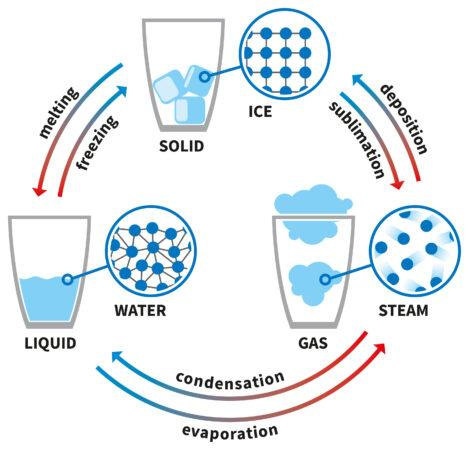 ICE
SOLID
melting
freezing
deposition
sublimation
WATER
LIQUID
STEAM
GAS
condensation
evaporation